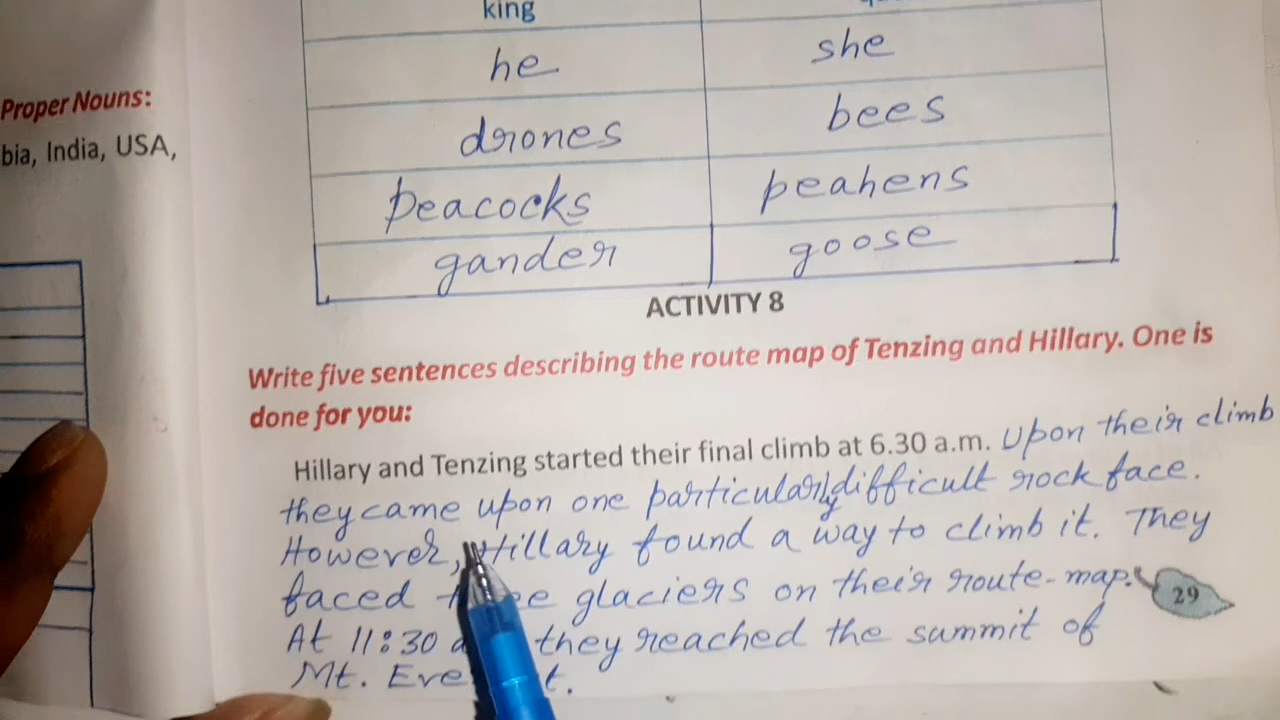 king
he she
drones bees
peacocks peahens
gander goose
Proper Nouns:
bia, India, USA,
ACTIVITY 8
Write five sentences describing the route map of Tenzing and Hillary. One is
done for you:
Hillary and Tenzing started their final climb at 6.30 a.m. Upon their climb
they came upon one particularly difficult rock face.
However, Hillary found a way to climb it. They
faced glaciers on their route-map.
At 11:30 they reached the summit of
Mt.
29